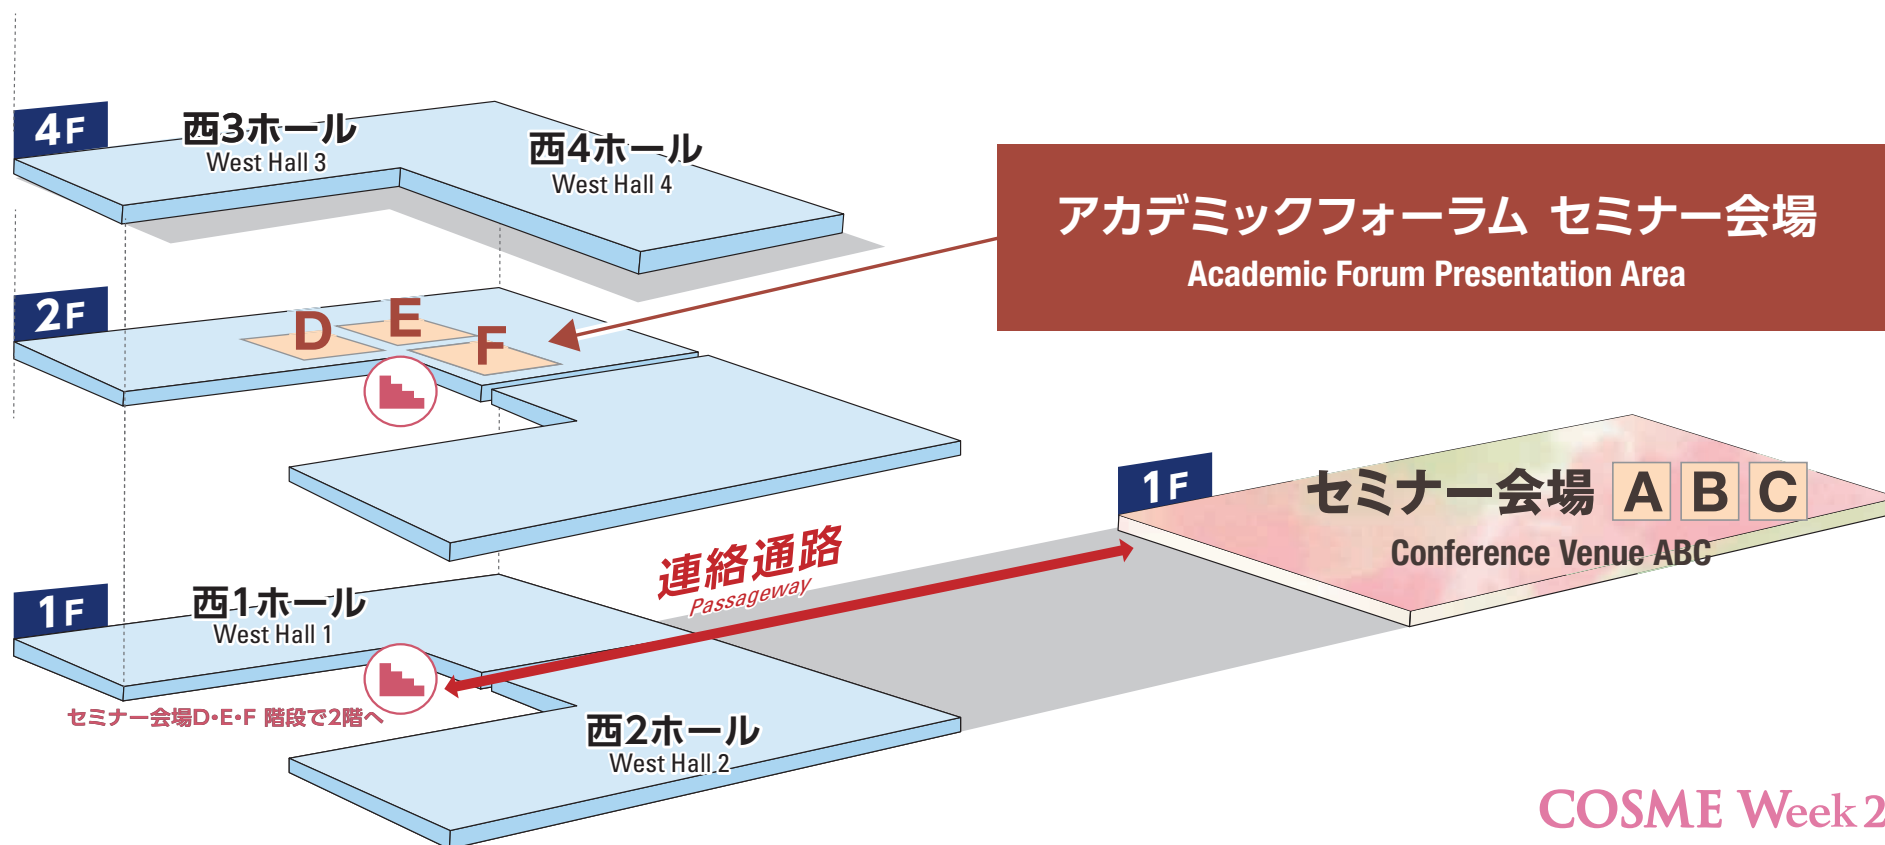 4F
西3ホール
West Hall 3
西4ホール
West Hall 4
アカデミックフォーラム セミナー会場
Academic Forum Presentation Area
2F
D
E
F
1F
セミナー会場 A B C
Conference Venue ABC
連絡通路
Passageway
1F
西1ホール
West Hall 1
セミナー会場D・E・F 階段で2階へ
西2ホール
West Hall 2
COSME Week 2